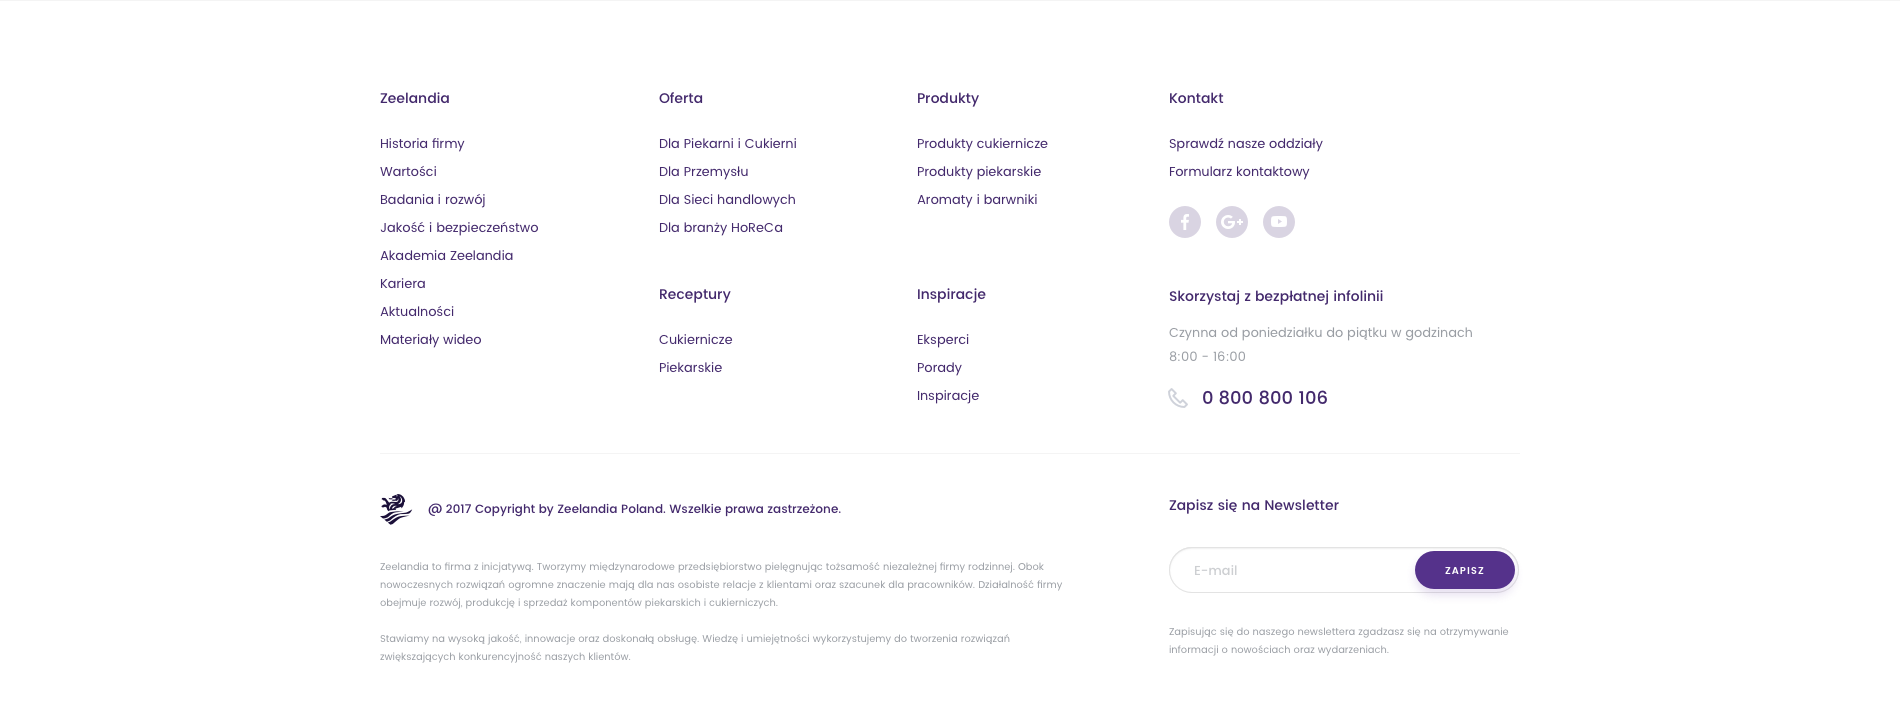 Zeelandia
Historia firmy
Wartości
Badania i rozwój
Jakość i bezpieczeństwo
Akademia Zeelandia
Kariera
Aktualności
Materiały wideo
Oferta
Dla Piekarni i Cukierni
Dla Przemysłu
Dla Sieci handlowych
Dla branży HoReCa
Receptury
Cukiernicze
Piekarskie
Produkty
Produkty cukiernicze
Produkty piekarskie
Aromaty i barwniki
Inspiracje
Eksperci
Porady
Inspiracje
Kontakt
Sprawdź nasze oddziały
Formularz kontaktowy
Skorzystaj z bezpłatnej infolinii
Czynna od poniedziałku do piątku w godzinach
8:00 - 16:00
0 800 800 106
@ 2017 Copyright by Zeelandia Poland. Wszelkie prawa zastrzeżone.
Zeelandia to firma z inicjatywą. Tworzymy międzynarodowe przedsiębiorstwo pielęgnując tożsamość niezależnej firmy rodzinnej. Obok
nowoczesnych rozwiązań ogromne znaczenie mają dla nas osobiste relacje z klientami oraz szacunek dla pracowników. Działalność firmy
obejmuje rozwój, produkcję i sprzedaż komponentów piekarskich i cukierniczych.
Stawiamy na wysoką jakość, innowacje oraz doskonałą obsługę. Wiedzę i umiejętności wykorzystujemy do tworzenia rozwiązań
zwiększających konkurencyjność naszych klientów.
Zapisz się na Newsletter
E-mail
ZAPISZ
Zapisując się do naszego newslettera zgadzasz się na otrzymywanie
informacji o nowościach oraz wydarzeniach.